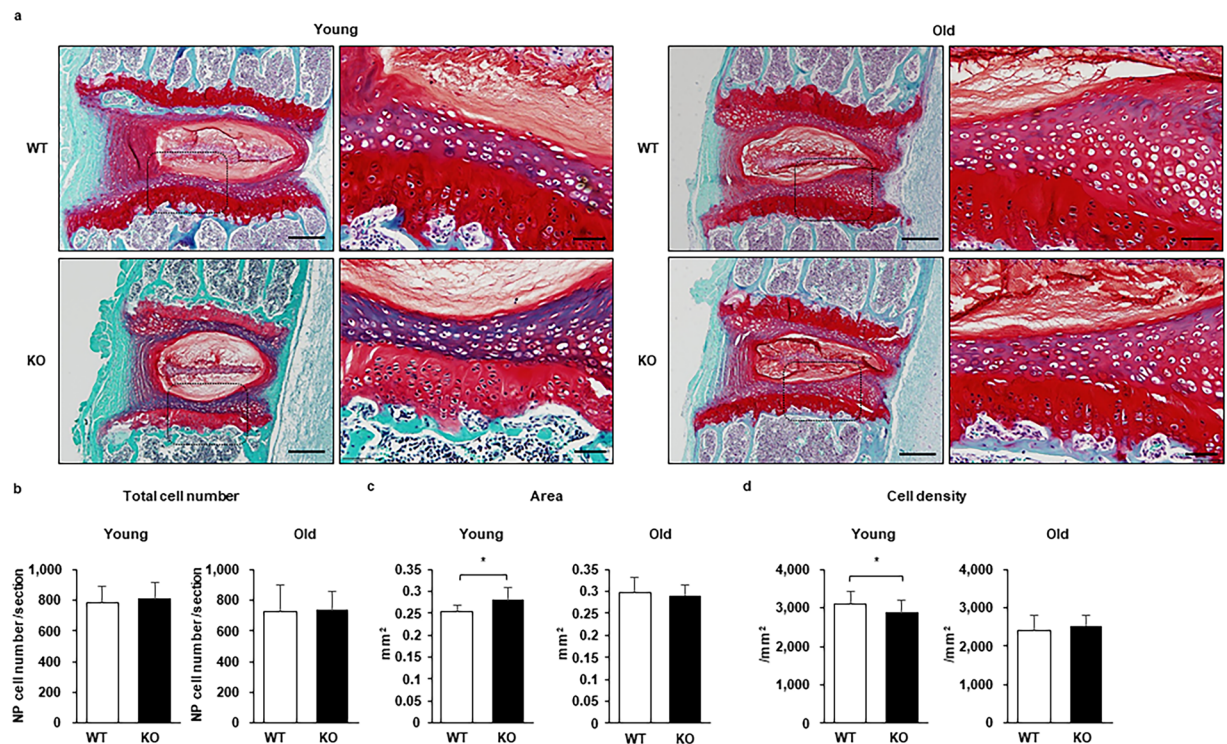 a
Young
Old
WT
KO
WT
KO
b
Total cell number
c
Area
d
Cell density
Young
Old
Young
Old
Young
Old
NP cell number/section
1,000
800
600
400
200
0
WT
KO
NP cell number/section
1,000
800
600
400
200
0
WT
KO
mm²
0.35
0.3
0.25
0.2
0.15
0.1
0.05
0
*
WT
KO
mm²
0.35
0.3
0.25
0.2
0.15
0.1
0.05
0
WT
KO
/mm²
4,000
3,000
2,000
1,000
0
*
WT
KO
/mm²
4,000
3,000
2,000
1,000
0
WT
KO